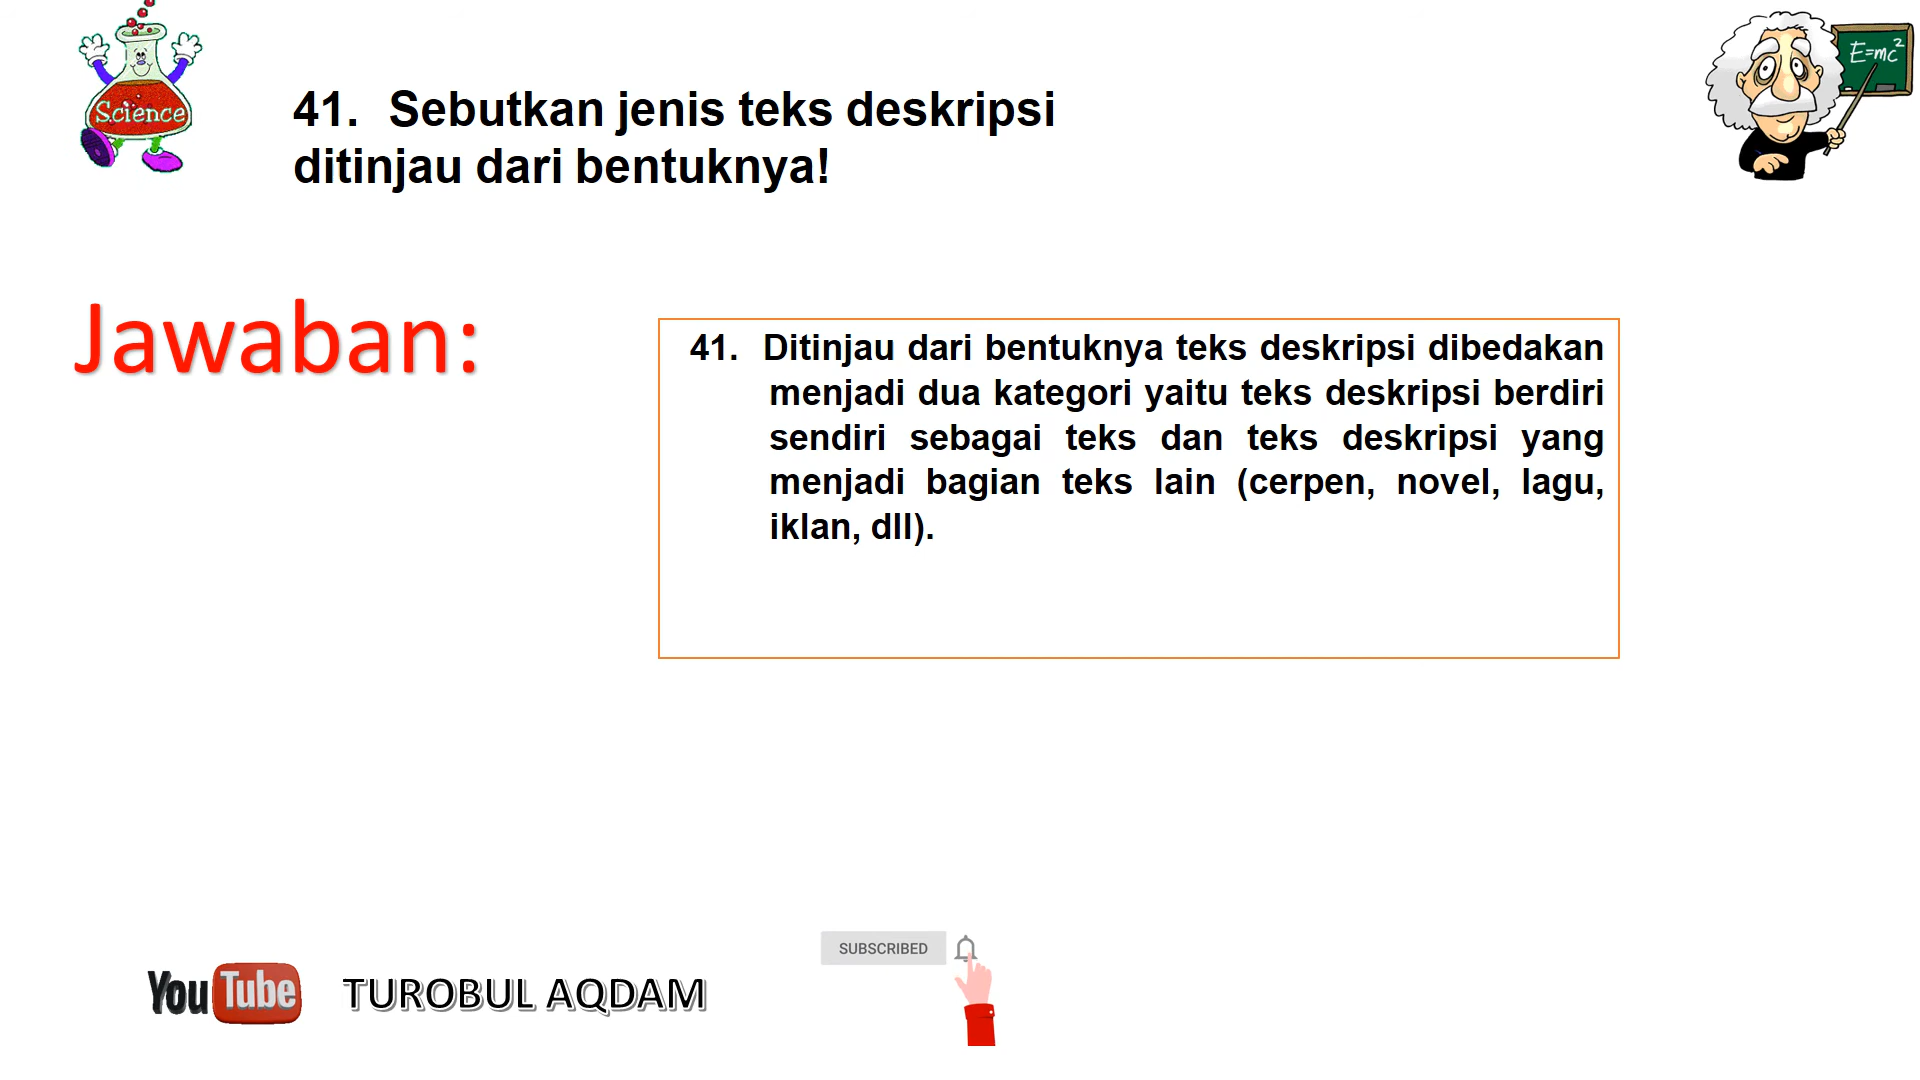 Science
E=mc²
41. Sebutkan jenis teks deskripsi
ditinjau dari bentuknya!
Jawaban:
41. Ditinjau dari bentuknya teks deskripsi dibedakan
menjadi dua kategori yaitu teks deskripsi berdiri
sendiri sebagai teks dan teks deskripsi yang
menjadi bagian teks lain (cerpen, novel, lagu,
iklan, dll).
SUBSCRIBED
YouTube TUROBUL AQDAM